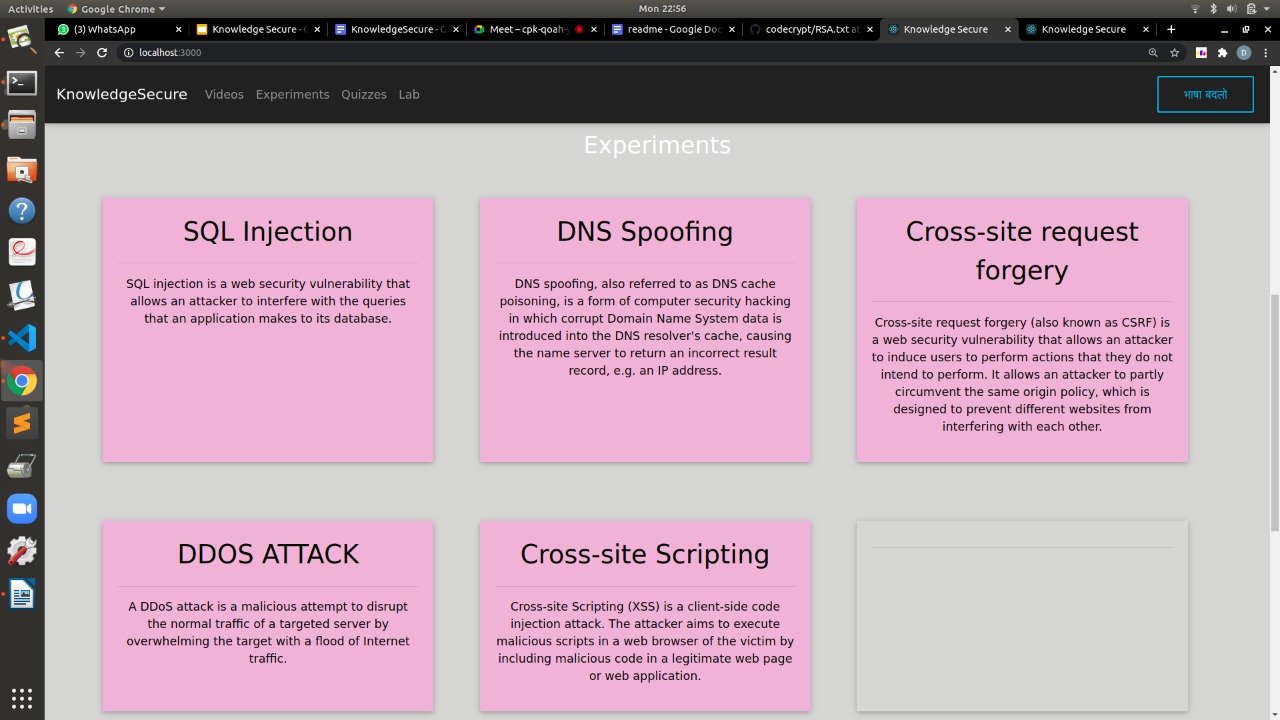 Activities Google Chrome Mon 22:56
(3) WhatsApp Knowledge Secure - G KnowledgeSecure - G Meet – cpk-qoah- readme - Google Doc codecrypt/RSA.txt at Knowledge Secure Knowledge Secure
localhost:3000
KnowledgeSecure Videos Experiments Quizzes Lab भाषा बदलो
Experiments
SQL Injection
SQL injection is a web security vulnerability that
allows an attacker to interfere with the queries
that an application makes to its database.
DNS Spoofing
DNS spoofing, also referred to as DNS cache
poisoning, is a form of computer security hacking
in which corrupt Domain Name System data is
introduced into the DNS resolver's cache, causing
the name server to return an incorrect result
record, e.g. an IP address.
Cross-site request
forgery
Cross-site request forgery (also known as CSRF) is
a web security vulnerability that allows an attacker
to induce users to perform actions that they do not
intend to perform. It allows an attacker to partly
circumvent the same origin policy, which is
designed to prevent different websites from
interfering with each other.
DDOS ATTACK
A DDoS attack is a malicious attempt to disrupt
the normal traffic of a targeted server by
overwhelming the target with a flood of Internet
traffic.
Cross-site Scripting
Cross-site Scripting (XSS) is a client-side code
injection attack. The attacker aims to execute
malicious scripts in a web browser of the victim by
including malicious code in a legitimate web page
or web application.